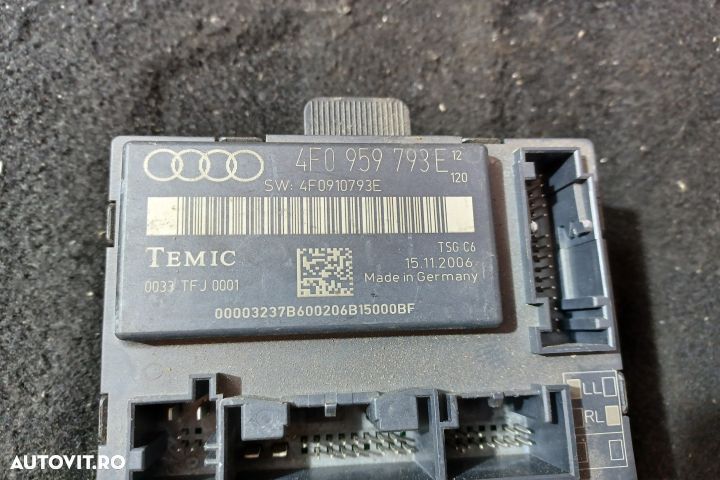 4F0 959 793 E 12
120
SW: 4F0910793E
TEMIC
TSG C6
15.11.2006
Made in Germany
0033 TFJ 0001
00003237B600206B15000BF
LL
RL
AUTOVIT.RO